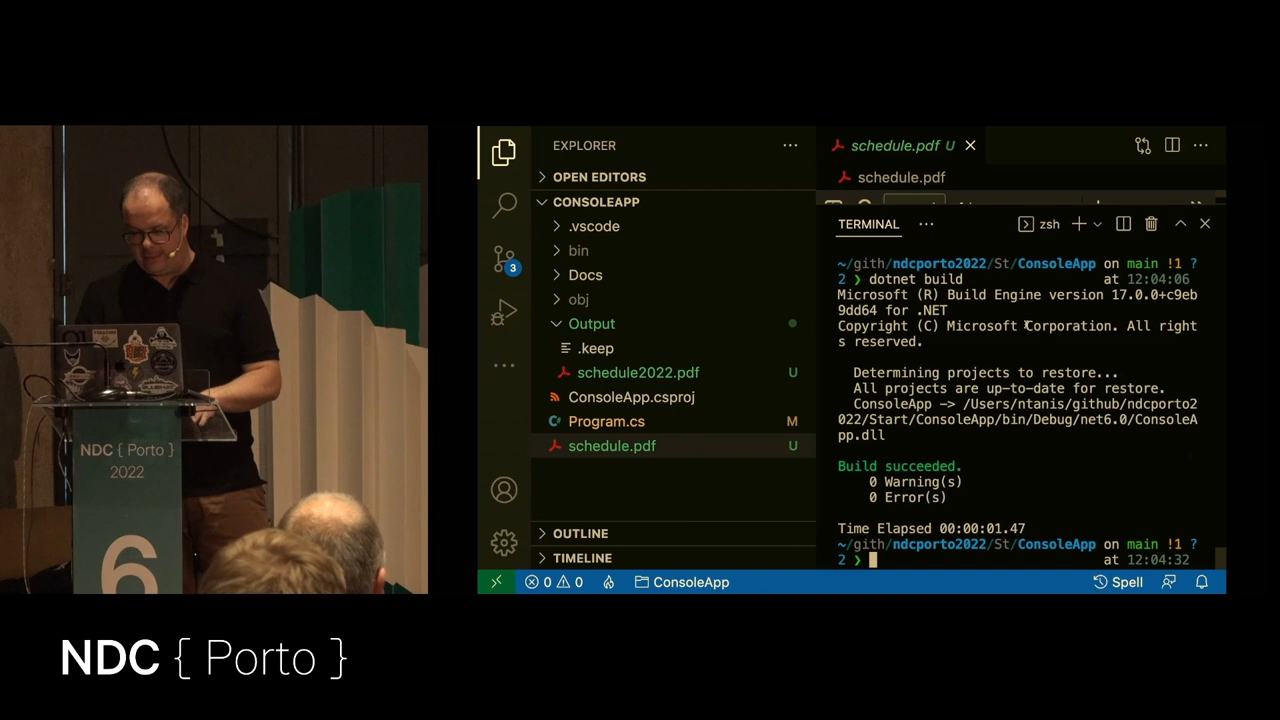 NDC { Porto }
2022
6
EXPLORER
OPEN EDITORS
CONSOLEAPP
.vscode
bin
Docs
obj
Output
.keep
schedule2022.pdf U
ConsoleApp.csproj
Program.cs M
schedule.pdf U
OUTLINE
TIMELINE
schedule.pdf U
schedule.pdf
TERMINAL
zsh
~/gith/ndcporto2022/St/ConsoleApp on main !1 ?
2 ❯ dotnet build at 12:04:06
Microsoft (R) Build Engine version 17.0.0+c9eb
9dd64 for .NET
Copyright (C) Microsoft Corporation. All right
s reserved.
Determining projects to restore...
All projects are up-to-date for restore.
ConsoleApp -> /Users/ntanis/github/ndcporto2
022/Start/ConsoleApp/bin/Debug/net6.0/ConsoleA
pp.dll
Build succeeded.
0 Warning(s)
0 Error(s)
Time Elapsed 00:00:01.47
~/gith/ndcporto2022/St/ConsoleApp on main !1 ?
2 ❯ at 12:04:32
3
0 0 ConsoleApp Spell
NDC { Porto }